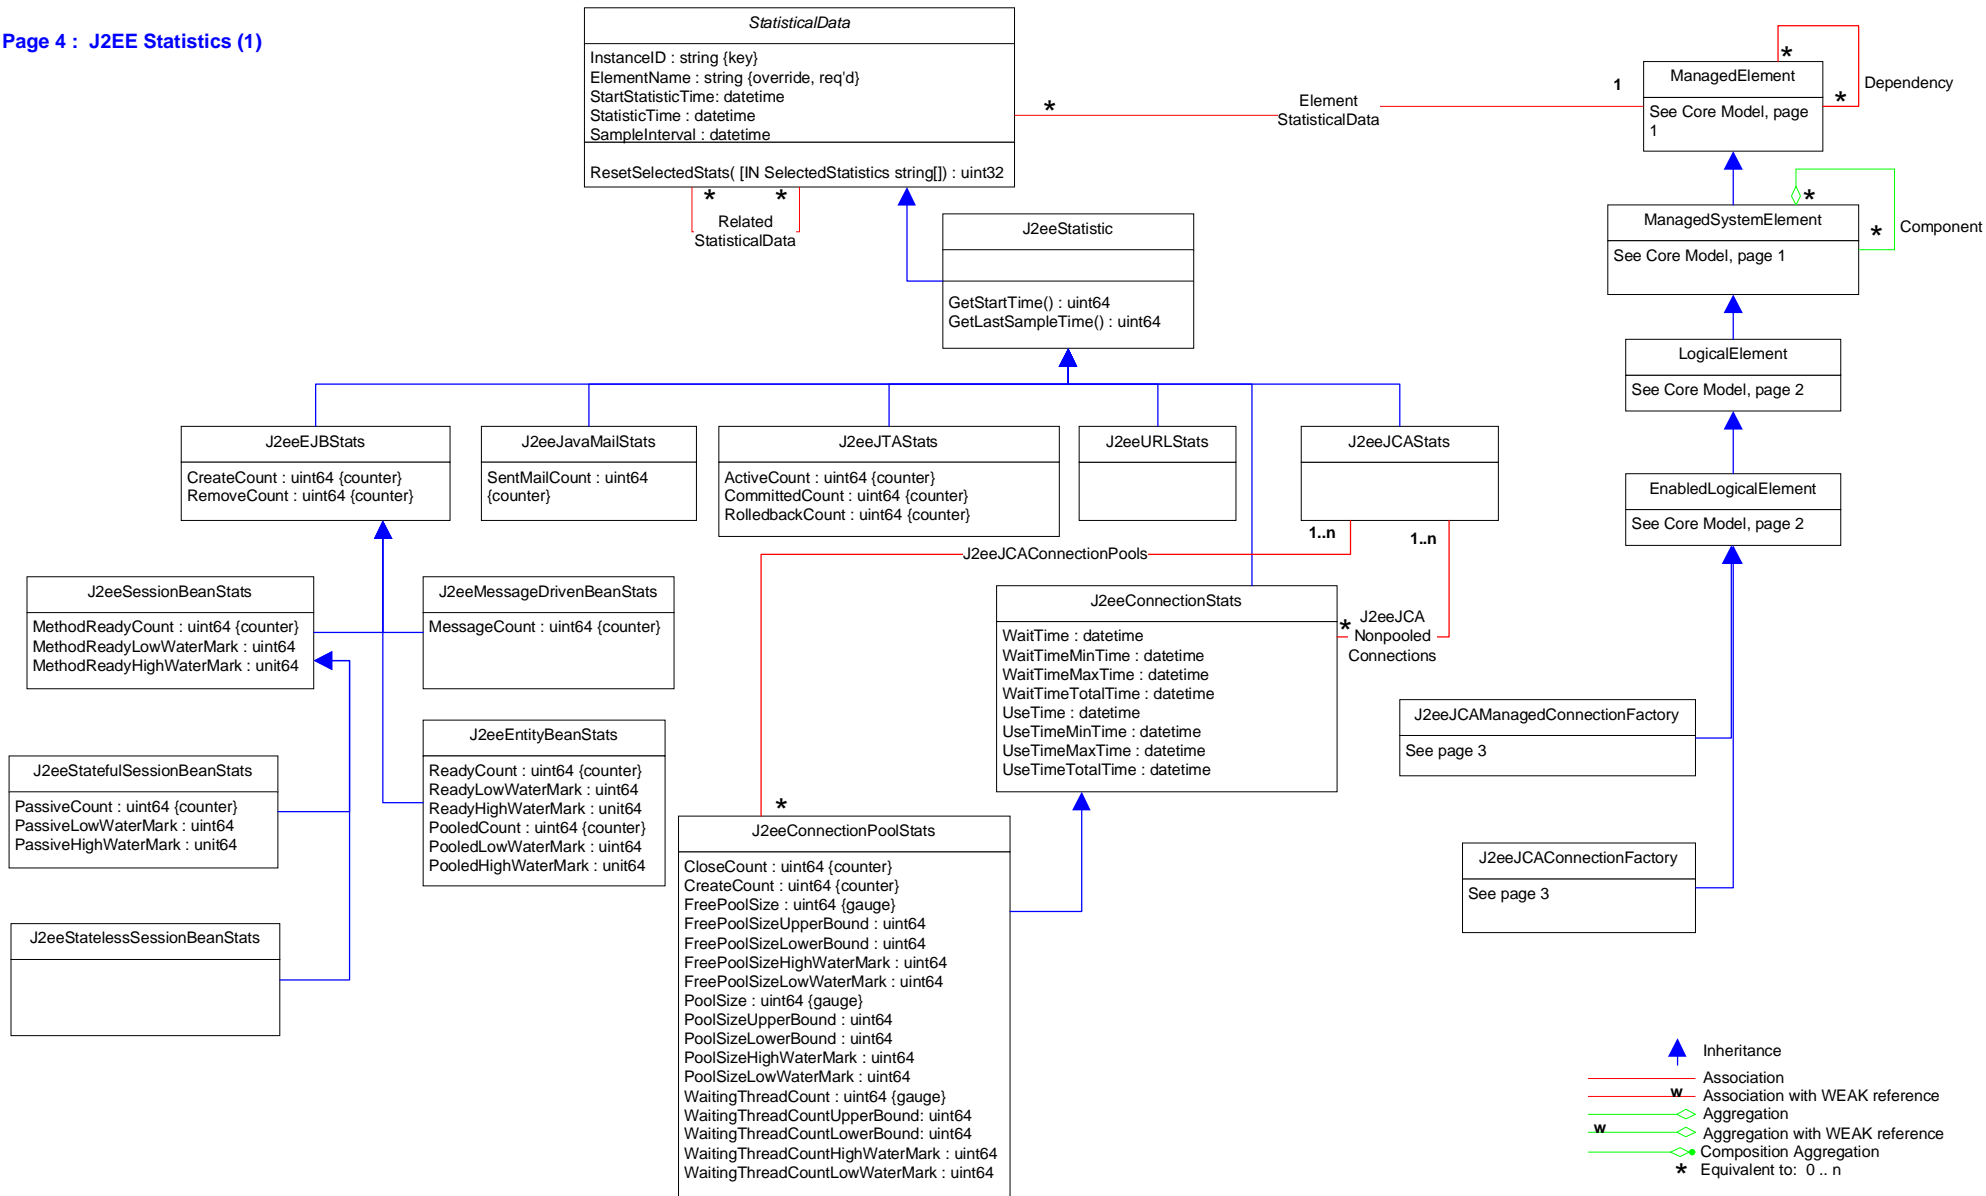 Page 4 :  J2EE Statistics (1)
StatisticalData
InstanceID : string {key}
ElementName : string {override, req'd}
StartStatisticTime: datetime
StatisticTime : datetime
SampleInterval : datetime
ResetSelectedStats( [IN SelectedStatistics string[]) : uint32
*
*
Related
StatisticalData
*
Element
StatisticalData
1
ManagedElement
See Core Model, page
1
*
*
Dependency
ManagedSystemElement
See Core Model, page 1
*
*
Component
J2eeStatistic
GetStartTime() : uint64
GetLastSampleTime() : uint64
LogicalElement
See Core Model, page 2
EnabledLogicalElement
See Core Model, page 2
J2eeEJBStats
CreateCount : uint64 {counter}
RemoveCount : uint64 {counter}
J2eeJavaMailStats
SentMailCount : uint64
{counter}
J2eeJTAStats
ActiveCount : uint64 {counter}
CommittedCount : uint64 {counter}
RolledbackCount : uint64 {counter}
J2eeURLStats
J2eeJCAStats
1..n
1..n
J2eeJCAConnectionPools
J2eeSessionBeanStats
MethodReadyCount : uint64 {counter}
MethodReadyLowWaterMark : uint64
MethodReadyHighWaterMark : unit64
J2eeMessageDrivenBeanStats
MessageCount : uint64 {counter}
J2eeConnectionStats
WaitTime : datetime
WaitTimeMinTime : datetime
WaitTimeMaxTime : datetime
WaitTimeTotalTime : datetime
UseTime : datetime
UseTimeMinTime : datetime
UseTimeMaxTime : datetime
UseTimeTotalTime : datetime
*
J2eeJCA
Nonpooled
Connections
J2eeJCAManagedConnectionFactory
See page 3
J2eeStatefulSessionBeanStats
PassiveCount : uint64 {counter}
PassiveLowWaterMark : uint64
PassiveHighWaterMark : unit64
J2eeEntityBeanStats
ReadyCount : uint64 {counter}
ReadyLowWaterMark : uint64
ReadyHighWaterMark : unit64
PooledCount : uint64 {counter}
PooledLowWaterMark : uint64
PooledHighWaterMark : unit64
*
J2eeConnectionPoolStats
CloseCount : uint64 {counter}
CreateCount : uint64 {counter}
FreePoolSize : uint64 {gauge}
FreePoolSizeUpperBound : uint64
FreePoolSizeLowerBound : uint64
FreePoolSizeHighWaterMark : uint64
FreePoolSizeLowWaterMark : uint64
PoolSize : uint64 {gauge}
PoolSizeUpperBound : uint64
PoolSizeLowerBound : uint64
PoolSizeHighWaterMark : uint64
PoolSizeLowWaterMark : uint64
WaitingThreadCount : uint64 {gauge}
WaitingThreadCountUpperBound: uint64
WaitingThreadCountLowerBound: uint64
WaitingThreadCountHighWaterMark : uint64
WaitingThreadCountLowWaterMark : uint64
J2eeJCAConnectionFactory
See page 3
J2eeStatelessSessionBeanStats
Inheritance
Association
w Association with WEAK reference
Aggregation
w Aggregation with WEAK reference
Composition Aggregation
* Equivalent to:  0 .. n